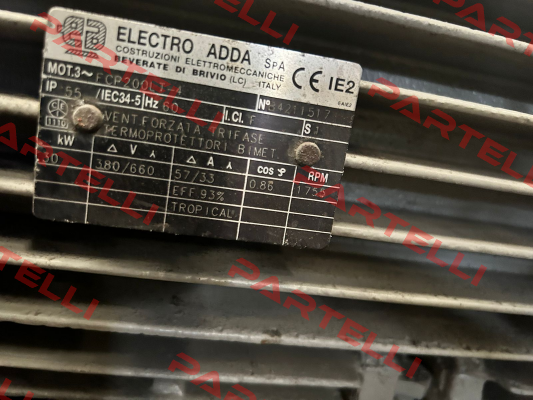 ELECTRO ADDA SpA
COSTRUZIONI ELETTROMECCANICHE
BEVERATE DI BRIVIO (LC) ITALY
CE IE2
MOT.3~ FCP200LT-4 N°
IP 55 /IEC34-5 Hz 60 I.CL. F S1
VENT FORZATA TRIFASE
TERMOPROTETTORI BIMET.
kW Δ V Y Δ A Y COS φ RPM
30 380/660 57/33 0.86 1755
EFF 93%
TROPICAL
PARTELLI
PARTELLI
PARTELLI
PARTELLI
PARTELLI
PARTELLI
PARTELLI